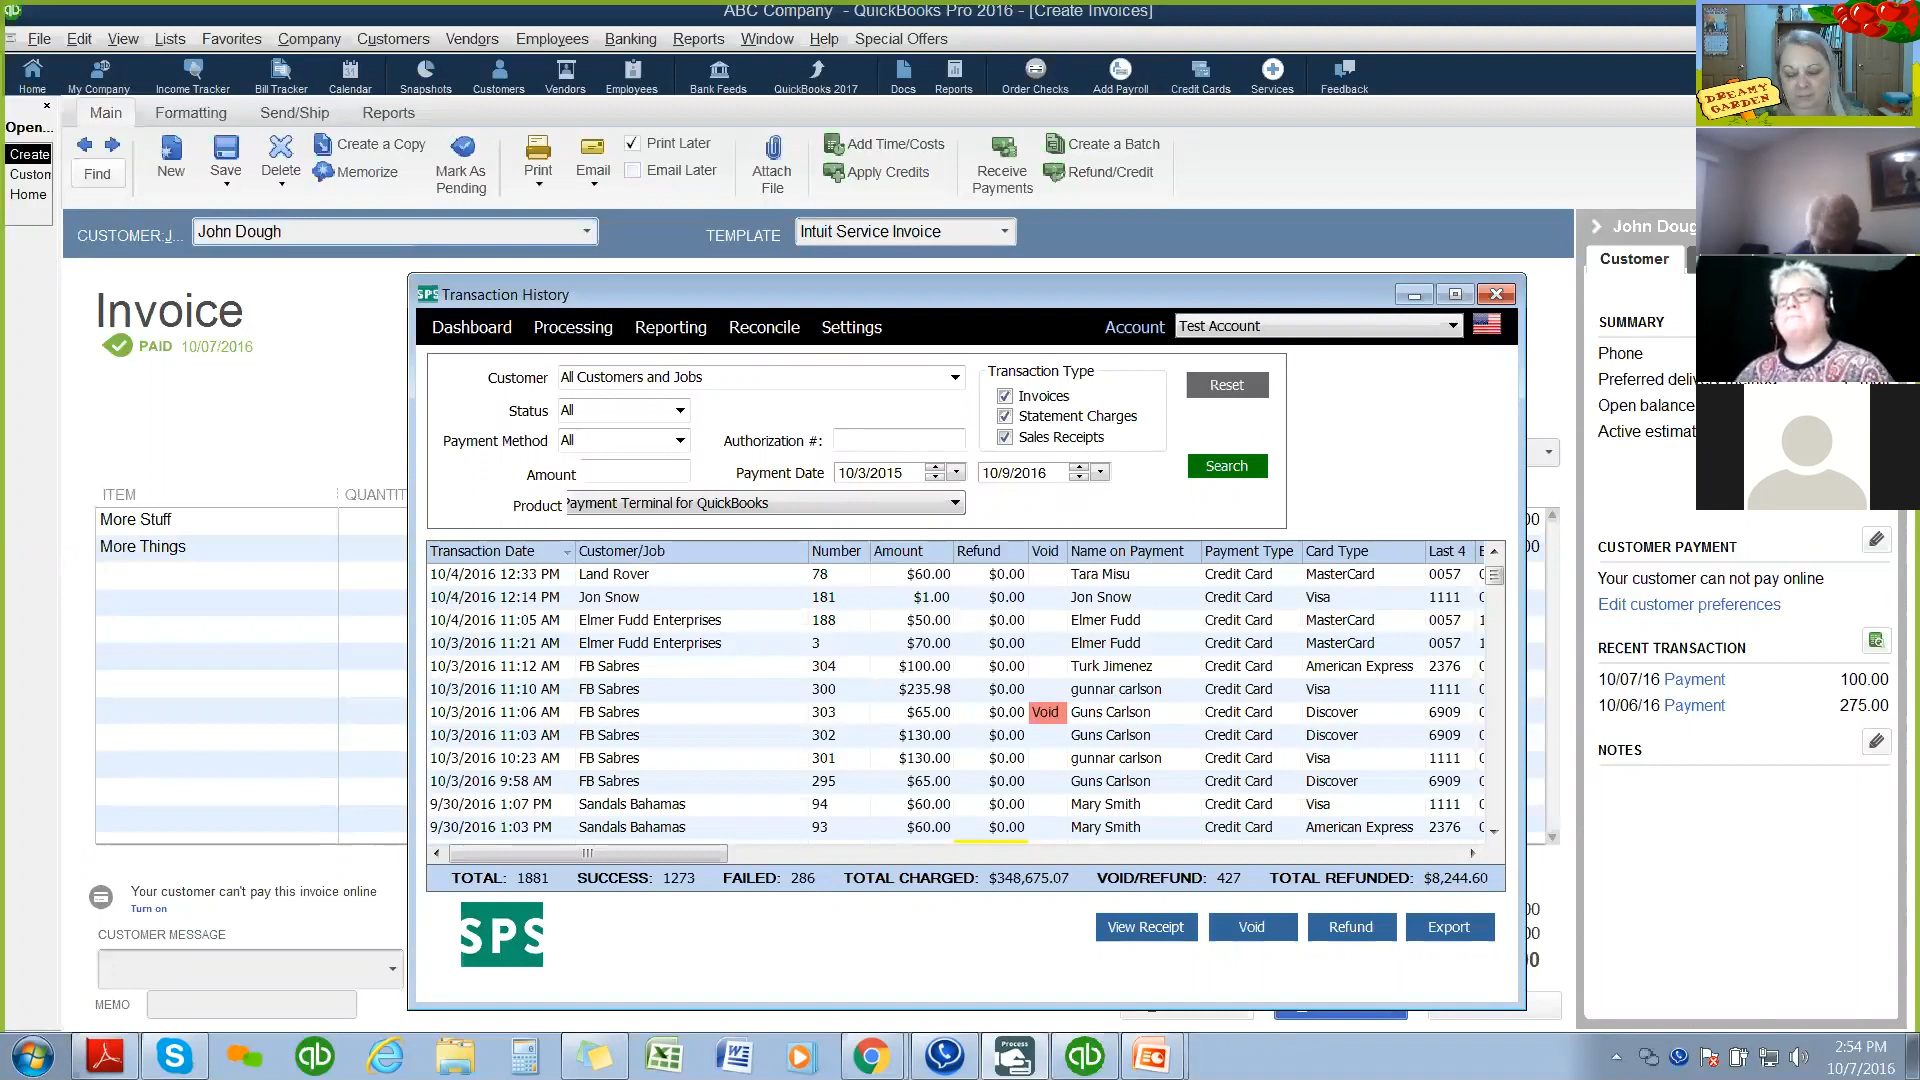 ABC Company - QuickBooks Pro 2016 - [Create Invoices]
File Edit View Lists Favorites Company Customers Vendors Employees Banking Reports Window Help Special Offers
Home My Company Income Tracker Bill Tracker Calendar Snapshots Customers Vendors Employees Bank Feeds QuickBooks 2017 Docs Reports Order Checks Add Payroll Credit Cards Services Feedback
DREAMY GARDEN
Open...
Create
Custom
Home
Main Formatting Send/Ship Reports
Find New Save Delete Create a Copy Memorize Mark As Pending Print Email Print Later Email Later Attach File Add Time/Costs Apply Credits Receive Payments Create a Batch Refund/Credit
CUSTOMER:J... John Dough TEMPLATE Intuit Service Invoice
Invoice
PAID 10/07/2016
ITEM QUANTIT
More Stuff
More Things
Your customer can't pay this invoice online
Turn on
CUSTOMER MESSAGE
MEMO
SPS Transaction History
Dashboard Processing Reporting Reconcile Settings Account Test Account
Customer All Customers and Jobs
Status All
Payment Method All Authorization #:
Amount Payment Date 10/3/2015 10/9/2016
Product Payment Terminal for QuickBooks
Transaction Type
Invoices
Statement Charges
Sales Receipts
Reset
Search
Transaction Date Customer/Job Number Amount Refund Void Name on Payment Payment Type Card Type Last 4
10/4/2016 12:33 PM Land Rover 78 $60.00 $0.00 Tara Misu Credit Card MasterCard 0057
10/4/2016 12:14 PM Jon Snow 181 $1.00 $0.00 Jon Snow Credit Card Visa 1111
10/4/2016 11:05 AM Elmer Fudd Enterprises 188 $50.00 $0.00 Elmer Fudd Credit Card MasterCard 0057
10/3/2016 11:21 AM Elmer Fudd Enterprises 3 $70.00 $0.00 Elmer Fudd Credit Card MasterCard 0057
10/3/2016 11:12 AM FB Sabres 304 $100.00 $0.00 Turk Jimenez Credit Card American Express 2376
10/3/2016 11:10 AM FB Sabres 300 $235.98 $0.00 gunnar carlson Credit Card Visa 1111
10/3/2016 11:06 AM FB Sabres 303 $65.00 $0.00 Void Guns Carlson Credit Card Discover 6909
10/3/2016 11:03 AM FB Sabres 302 $130.00 $0.00 Guns Carlson Credit Card Discover 6909
10/3/2016 10:23 AM FB Sabres 301 $130.00 $0.00 gunnar carlson Credit Card Visa 1111
10/3/2016 9:58 AM FB Sabres 295 $65.00 $0.00 Guns Carlson Credit Card Discover 6909
9/30/2016 1:07 PM Sandals Bahamas 94 $60.00 $0.00 Mary Smith Credit Card Visa 1111
9/30/2016 1:03 PM Sandals Bahamas 93 $60.00 $0.00 Mary Smith Credit Card American Express 2376
TOTAL: 1881 SUCCESS: 1273 FAILED: 286 TOTAL CHARGED: $348,675.07 VOID/REFUND: 427 TOTAL REFUNDED: $8,244.60
SPS
View Receipt Void Refund Export
John Doug
Customer
SUMMARY
Phone
Preferred deliv
Open balance
Active estimat
CUSTOMER PAYMENT
Your customer can not pay online
Edit customer preferences
RECENT TRANSACTION
10/07/16 Payment 100.00
10/06/16 Payment 275.00
NOTES
Process
2:54 PM
10/7/2016